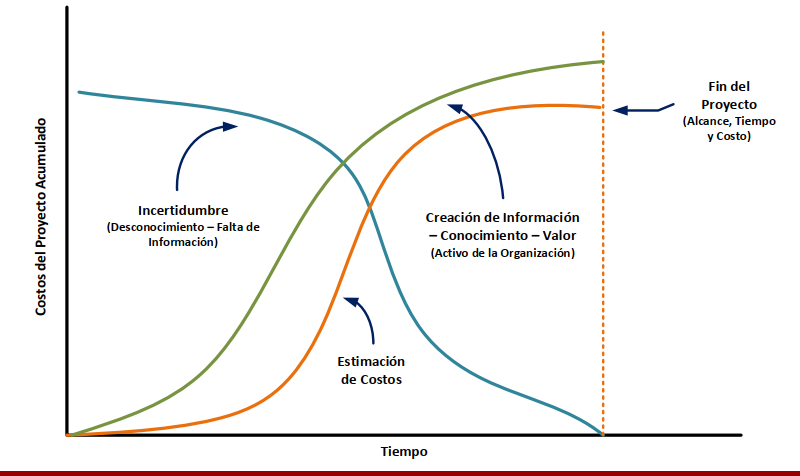 Costos del Proyecto Acumulado
Fin del
Proyecto
(Alcance, Tiempo
y Costo)
Incertidumbre
(Desconocimiento – Falta de
Información)
Creación de Información
– Conocimiento – Valor
(Activo de la Organización)
Estimación
de Costos
Tiempo